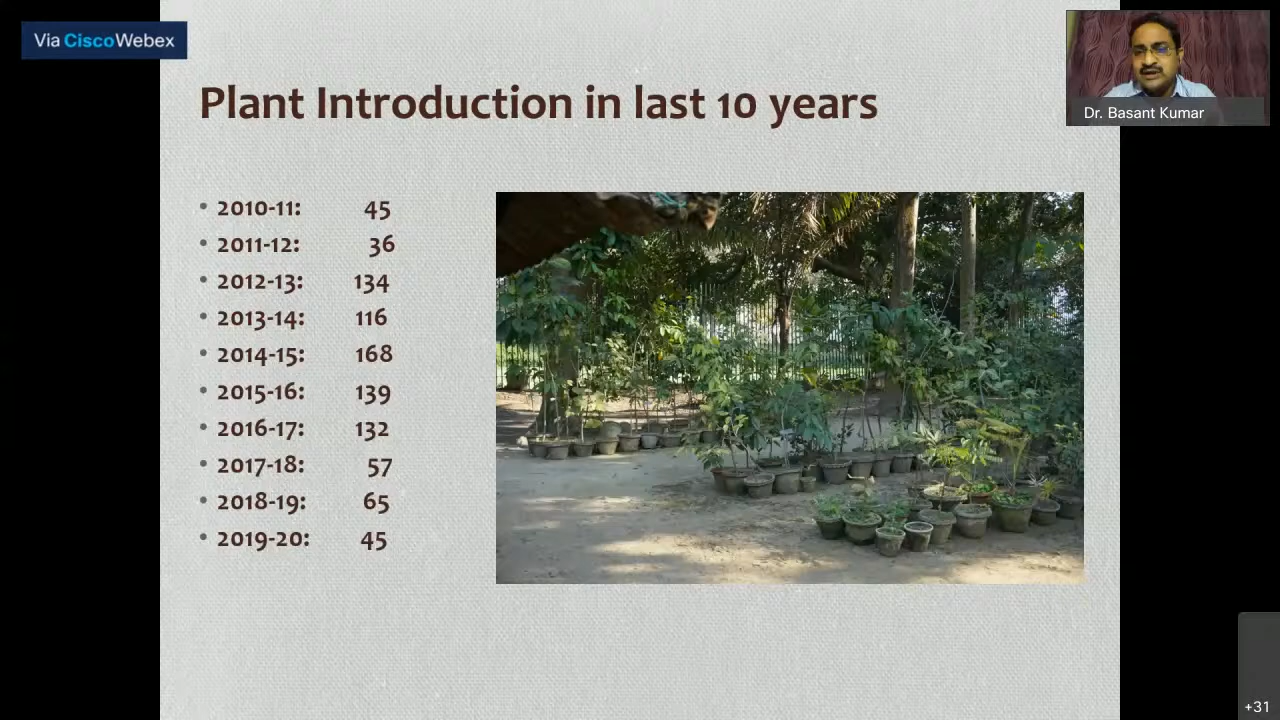 Via CiscoWebex
Dr. Basant Kumar
Plant Introduction in last 10 years
• 2010-11: 45
• 2011-12: 36
• 2012-13: 134
• 2013-14: 116
• 2014-15: 168
• 2015-16: 139
• 2016-17: 132
• 2017-18: 57
• 2018-19: 65
• 2019-20: 45
+31